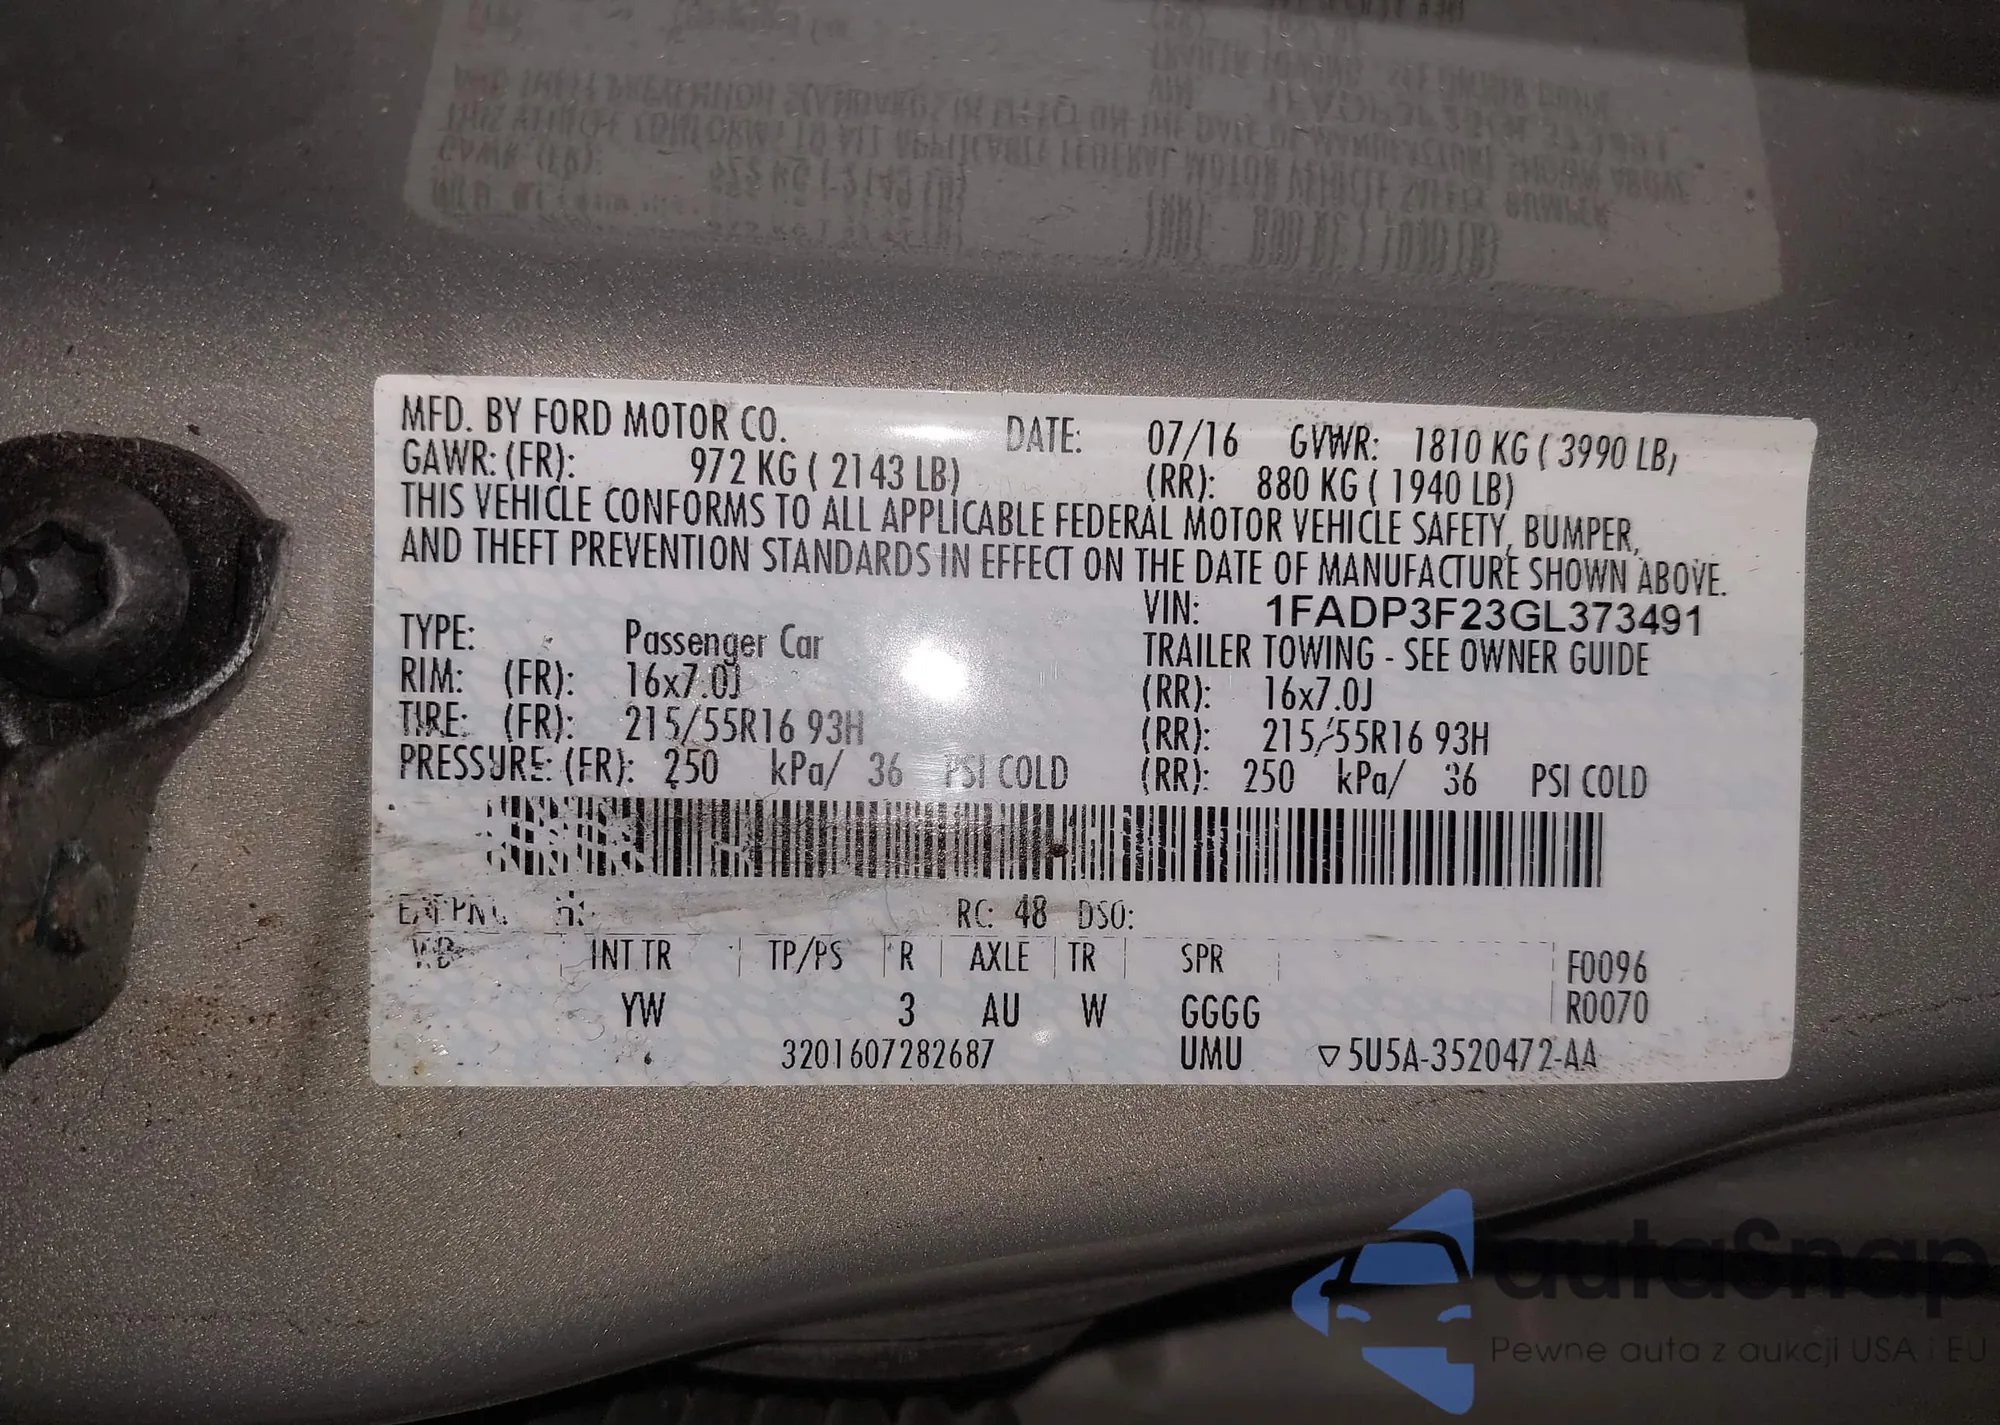 MFD. BY FORD MOTOR CO. DATE: 07/16 GVWR: 1810 KG ( 3990 LB)
GAWR: (FR): 972 KG ( 2143 LB) (RR): 880 KG ( 1940 LB)
THIS VEHICLE CONFORMS TO ALL APPLICABLE FEDERAL MOTOR VEHICLE SAFETY, BUMPER,
AND THEFT PREVENTION STANDARDS IN EFFECT ON THE DATE OF MANUFACTURE SHOWN ABOVE.
VIN: 1FADP3F23GL373491
TYPE: Passenger Car TRAILER TOWING - SEE OWNER GUIDE
RIM: (FR): 16x7.0J (RR): 16x7.0J
TIRE: (FR): 215/55R16 93H (RR): 215/55R16 93H
PRESSURE: (FR): 250 kPa/ 36 PSI COLD (RR): 250 kPa/ 36 PSI COLD
RC: 48 DSO:
WB INT TR TP/PS R AXLE TR SPR F0096
YW 3 AU W GGGG R0070
3201607282687 UMU ▽5U5A-3520472-AA
autaSnap
Pewne auta z aukcji USA i EU